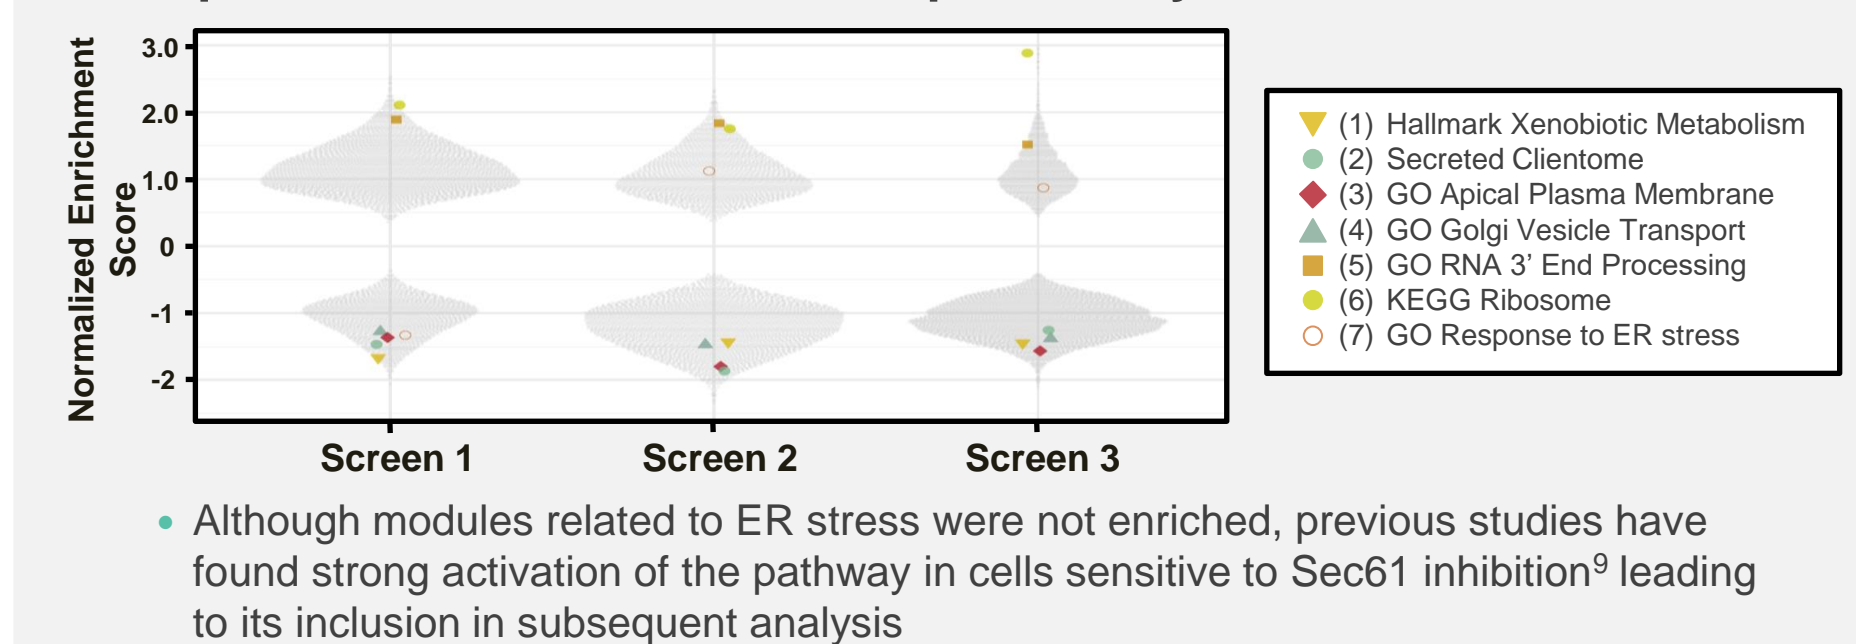 3.0
2.0
1.0
0
-1
-2
Normalized Enrichment
Score
Screen 1
Screen 2
Screen 3
(1) Hallmark Xenobiotic Metabolism
(2) Secreted Clientome
(3) GO Apical Plasma Membrane
(4) GO Golgi Vesicle Transport
(5) GO RNA 3’ End Processing
(6) KEGG Ribosome
(7) GO Response to ER stress
• Although modules related to ER stress were not enriched, previous studies have
found strong activation of the pathway in cells sensitive to Sec61 inhibition⁹ leading
to its inclusion in subsequent analysis